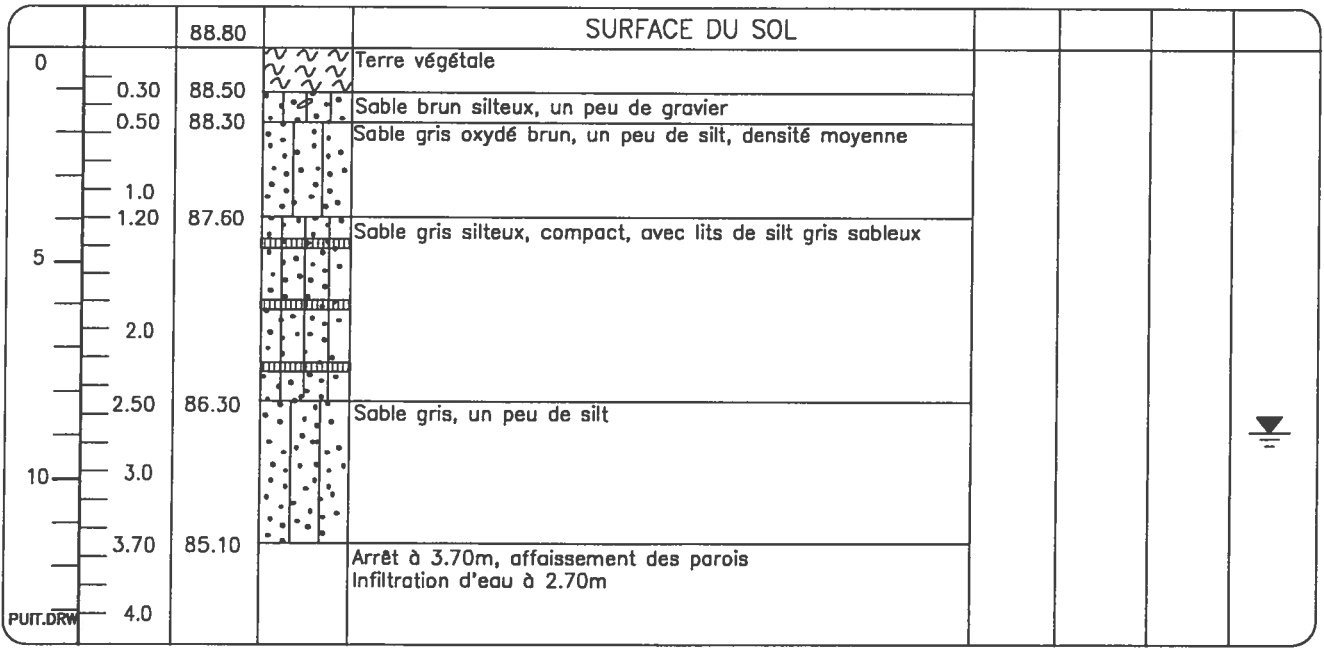 88.80 SURFACE DU SOL
0 Terre végétale
0.30 88.50
Sable brun silteux, un peu de gravier
0.50 88.30
Sable gris oxydé brun, un peu de silt, densité moyenne
1.0
1.20 87.60
Sable gris silteux, compact, avec lits de silt gris sableux
5
2.0
2.50 86.30
Sable gris, un peu de silt
10 3.0
3.70 85.10
Arrêt à 3.70m, affaissement des parois
Infiltration d'eau à 2.70m
PUIT.DRW 4.0